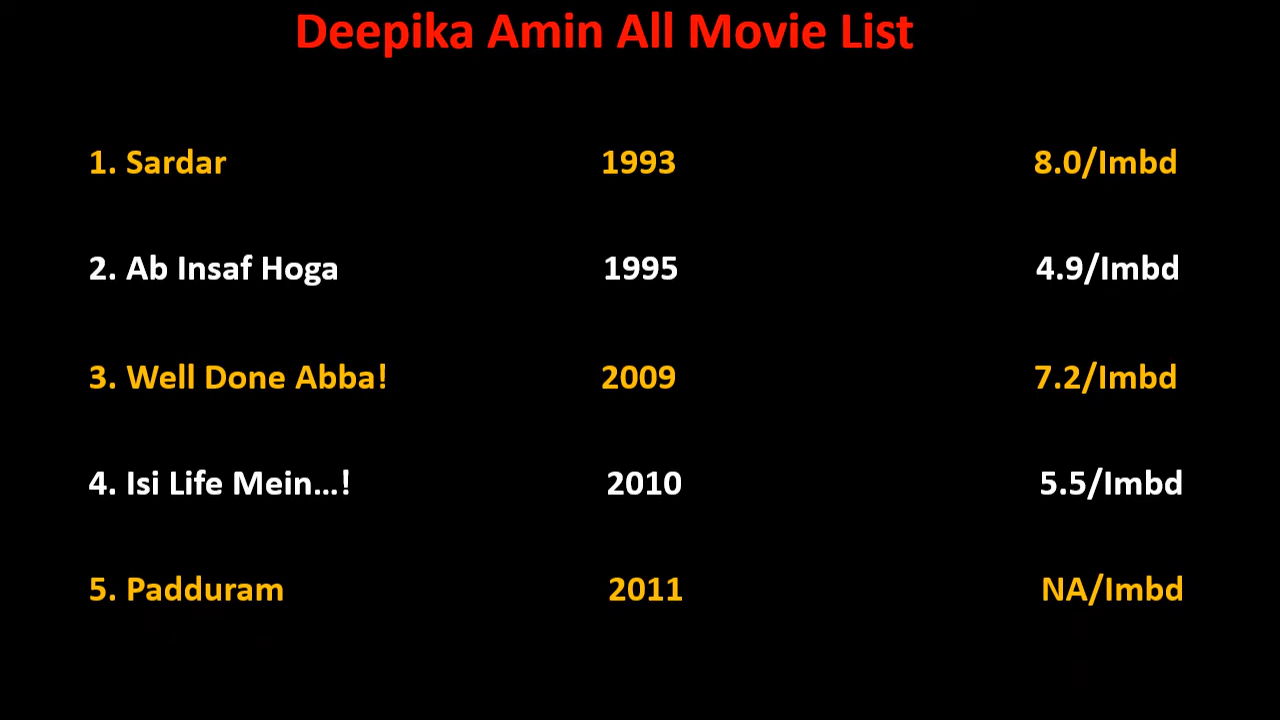 Deepika Amin All Movie List
1. Sardar 1993 8.0/Imbd
2. Ab Insaf Hoga 1995 4.9/Imbd
3. Well Done Abba! 2009 7.2/Imbd
4. Isi Life Mein...! 2010 5.5/Imbd
5. Padduram 2011 NA/Imbd